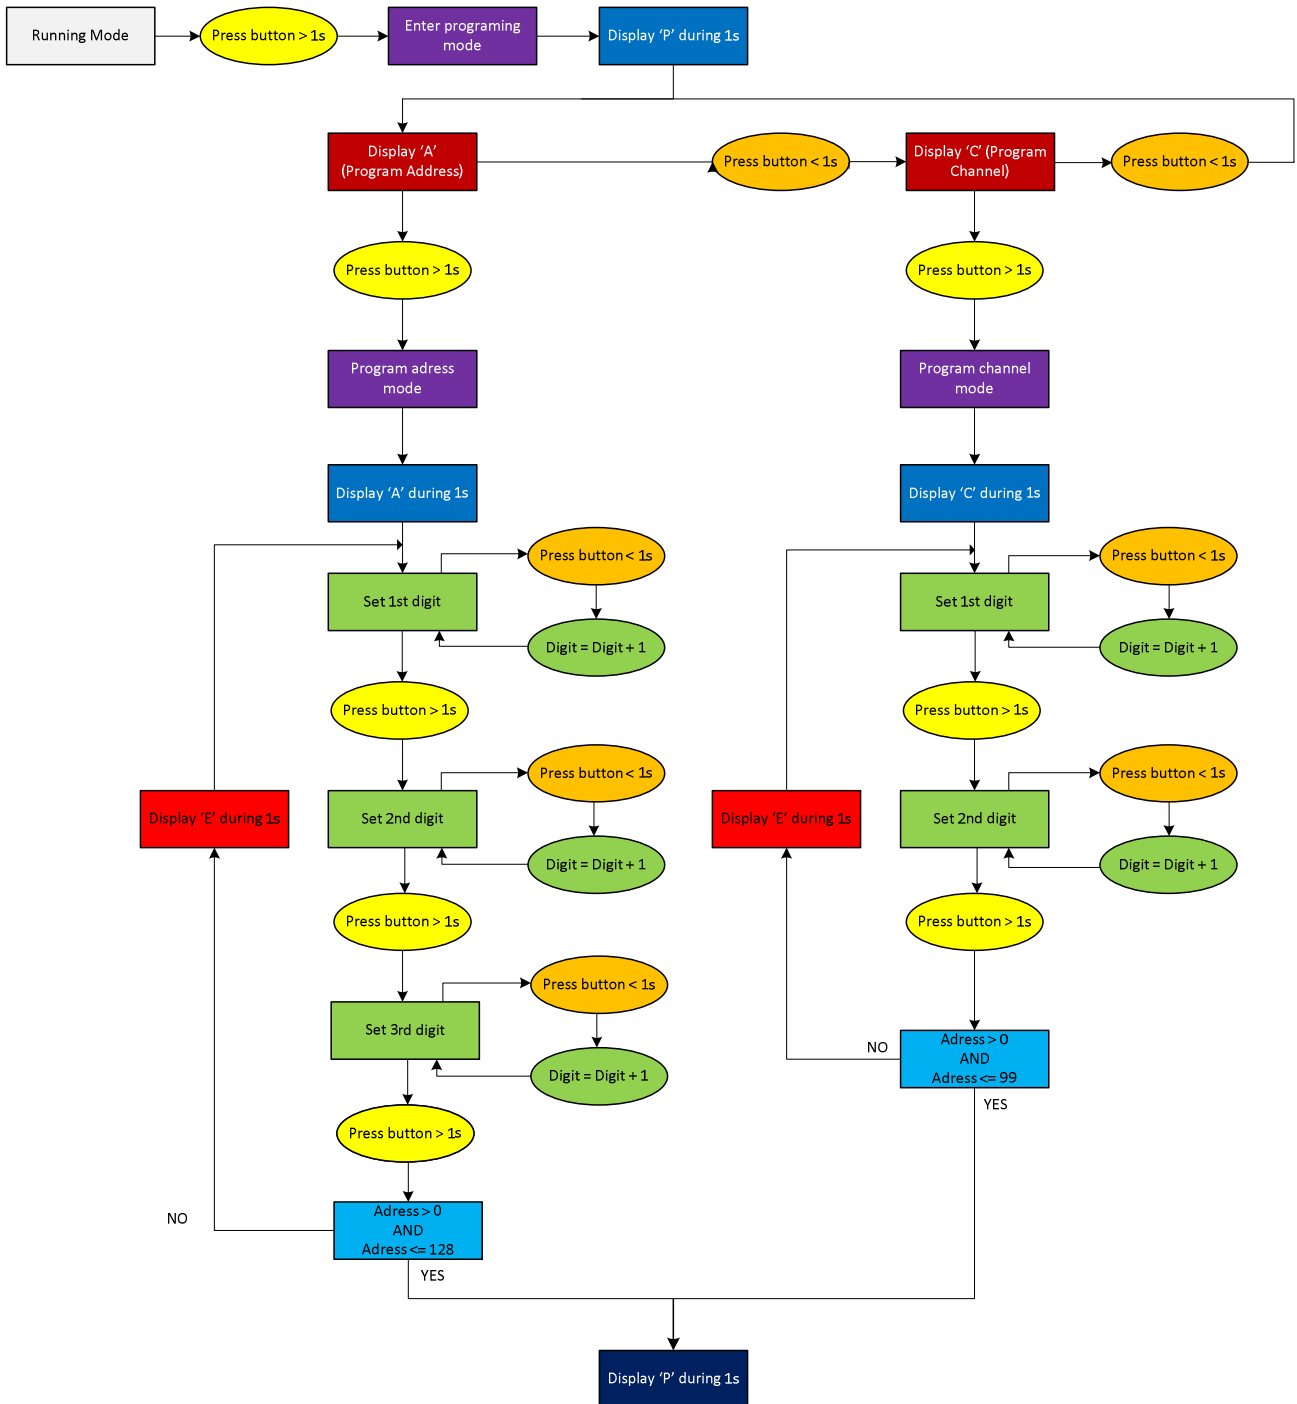 Running Mode
Press button > 1s
Enter programing
mode
Display ‘P’ during 1s
Display ‘A’
(Program Address)
Press button < 1s
Display ‘C’ (Program
Channel)
Press button < 1s
Press button > 1s
Press button > 1s
Program adress
mode
Program channel
mode
Display ‘A’ during 1s
Display ‘C’ during 1s
Press button < 1s
Press button < 1s
Set 1st digit
Set 1st digit
Digit = Digit + 1
Digit = Digit + 1
Press button > 1s
Press button > 1s
Press button < 1s
Press button < 1s
Display ‘E’ during 1s
Set 2nd digit
Display ‘E’ during 1s
Set 2nd digit
Digit = Digit + 1
Digit = Digit + 1
Press button > 1s
Press button > 1s
Press button < 1s
Set 3rd digit
Digit = Digit + 1
NO
Adress > 0
AND
Adress <= 99
YES
Press button > 1s
NO
Adress > 0
AND
Adress <= 128
YES
Display ‘P’ during 1s